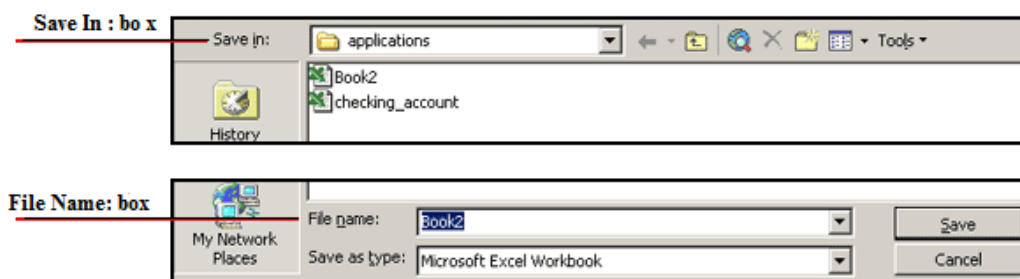 Save In : bo x
Save in:
applications
Tools
Book2
checking_account
History
File Name: box
File name:
Book2
Save
My Network
Places
Save as type:
Microsoft Excel Workbook
Cancel